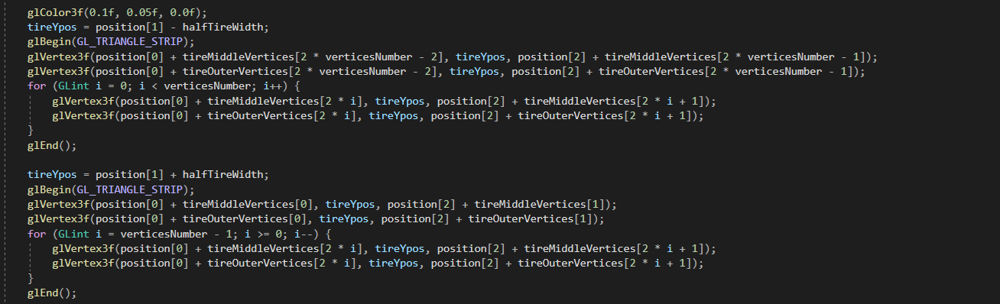 glColor3f(0.1f, 0.05f, 0.0f);
tireYpos = position[1] - halfTireWidth;
glBegin(GL_TRIANGLE_STRIP);
glVertex3f(position[0] + tireMiddleVertices[2 * verticesNumber - 2], tireYpos, position[2] + tireMiddleVertices[2 * verticesNumber - 1]);
glVertex3f(position[0] + tireOuterVertices[2 * verticesNumber - 2], tireYpos, position[2] + tireOuterVertices[2 * verticesNumber - 1]);
for (GLint i = 0; i < verticesNumber; i++) {
    glVertex3f(position[0] + tireMiddleVertices[2 * i], tireYpos, position[2] + tireMiddleVertices[2 * i + 1]);
    glVertex3f(position[0] + tireOuterVertices[2 * i], tireYpos, position[2] + tireOuterVertices[2 * i + 1]);
}
glEnd();

tireYpos = position[1] + halfTireWidth;
glBegin(GL_TRIANGLE_STRIP);
glVertex3f(position[0] + tireMiddleVertices[0], tireYpos, position[2] + tireMiddleVertices[1]);
glVertex3f(position[0] + tireOuterVertices[0], tireYpos, position[2] + tireOuterVertices[1]);
for (GLint i = verticesNumber - 1; i >= 0; i--) {
    glVertex3f(position[0] + tireMiddleVertices[2 * i], tireYpos, position[2] + tireMiddleVertices[2 * i + 1]);
    glVertex3f(position[0] + tireOuterVertices[2 * i], tireYpos, position[2] + tireOuterVertices[2 * i + 1]);
}
glEnd();